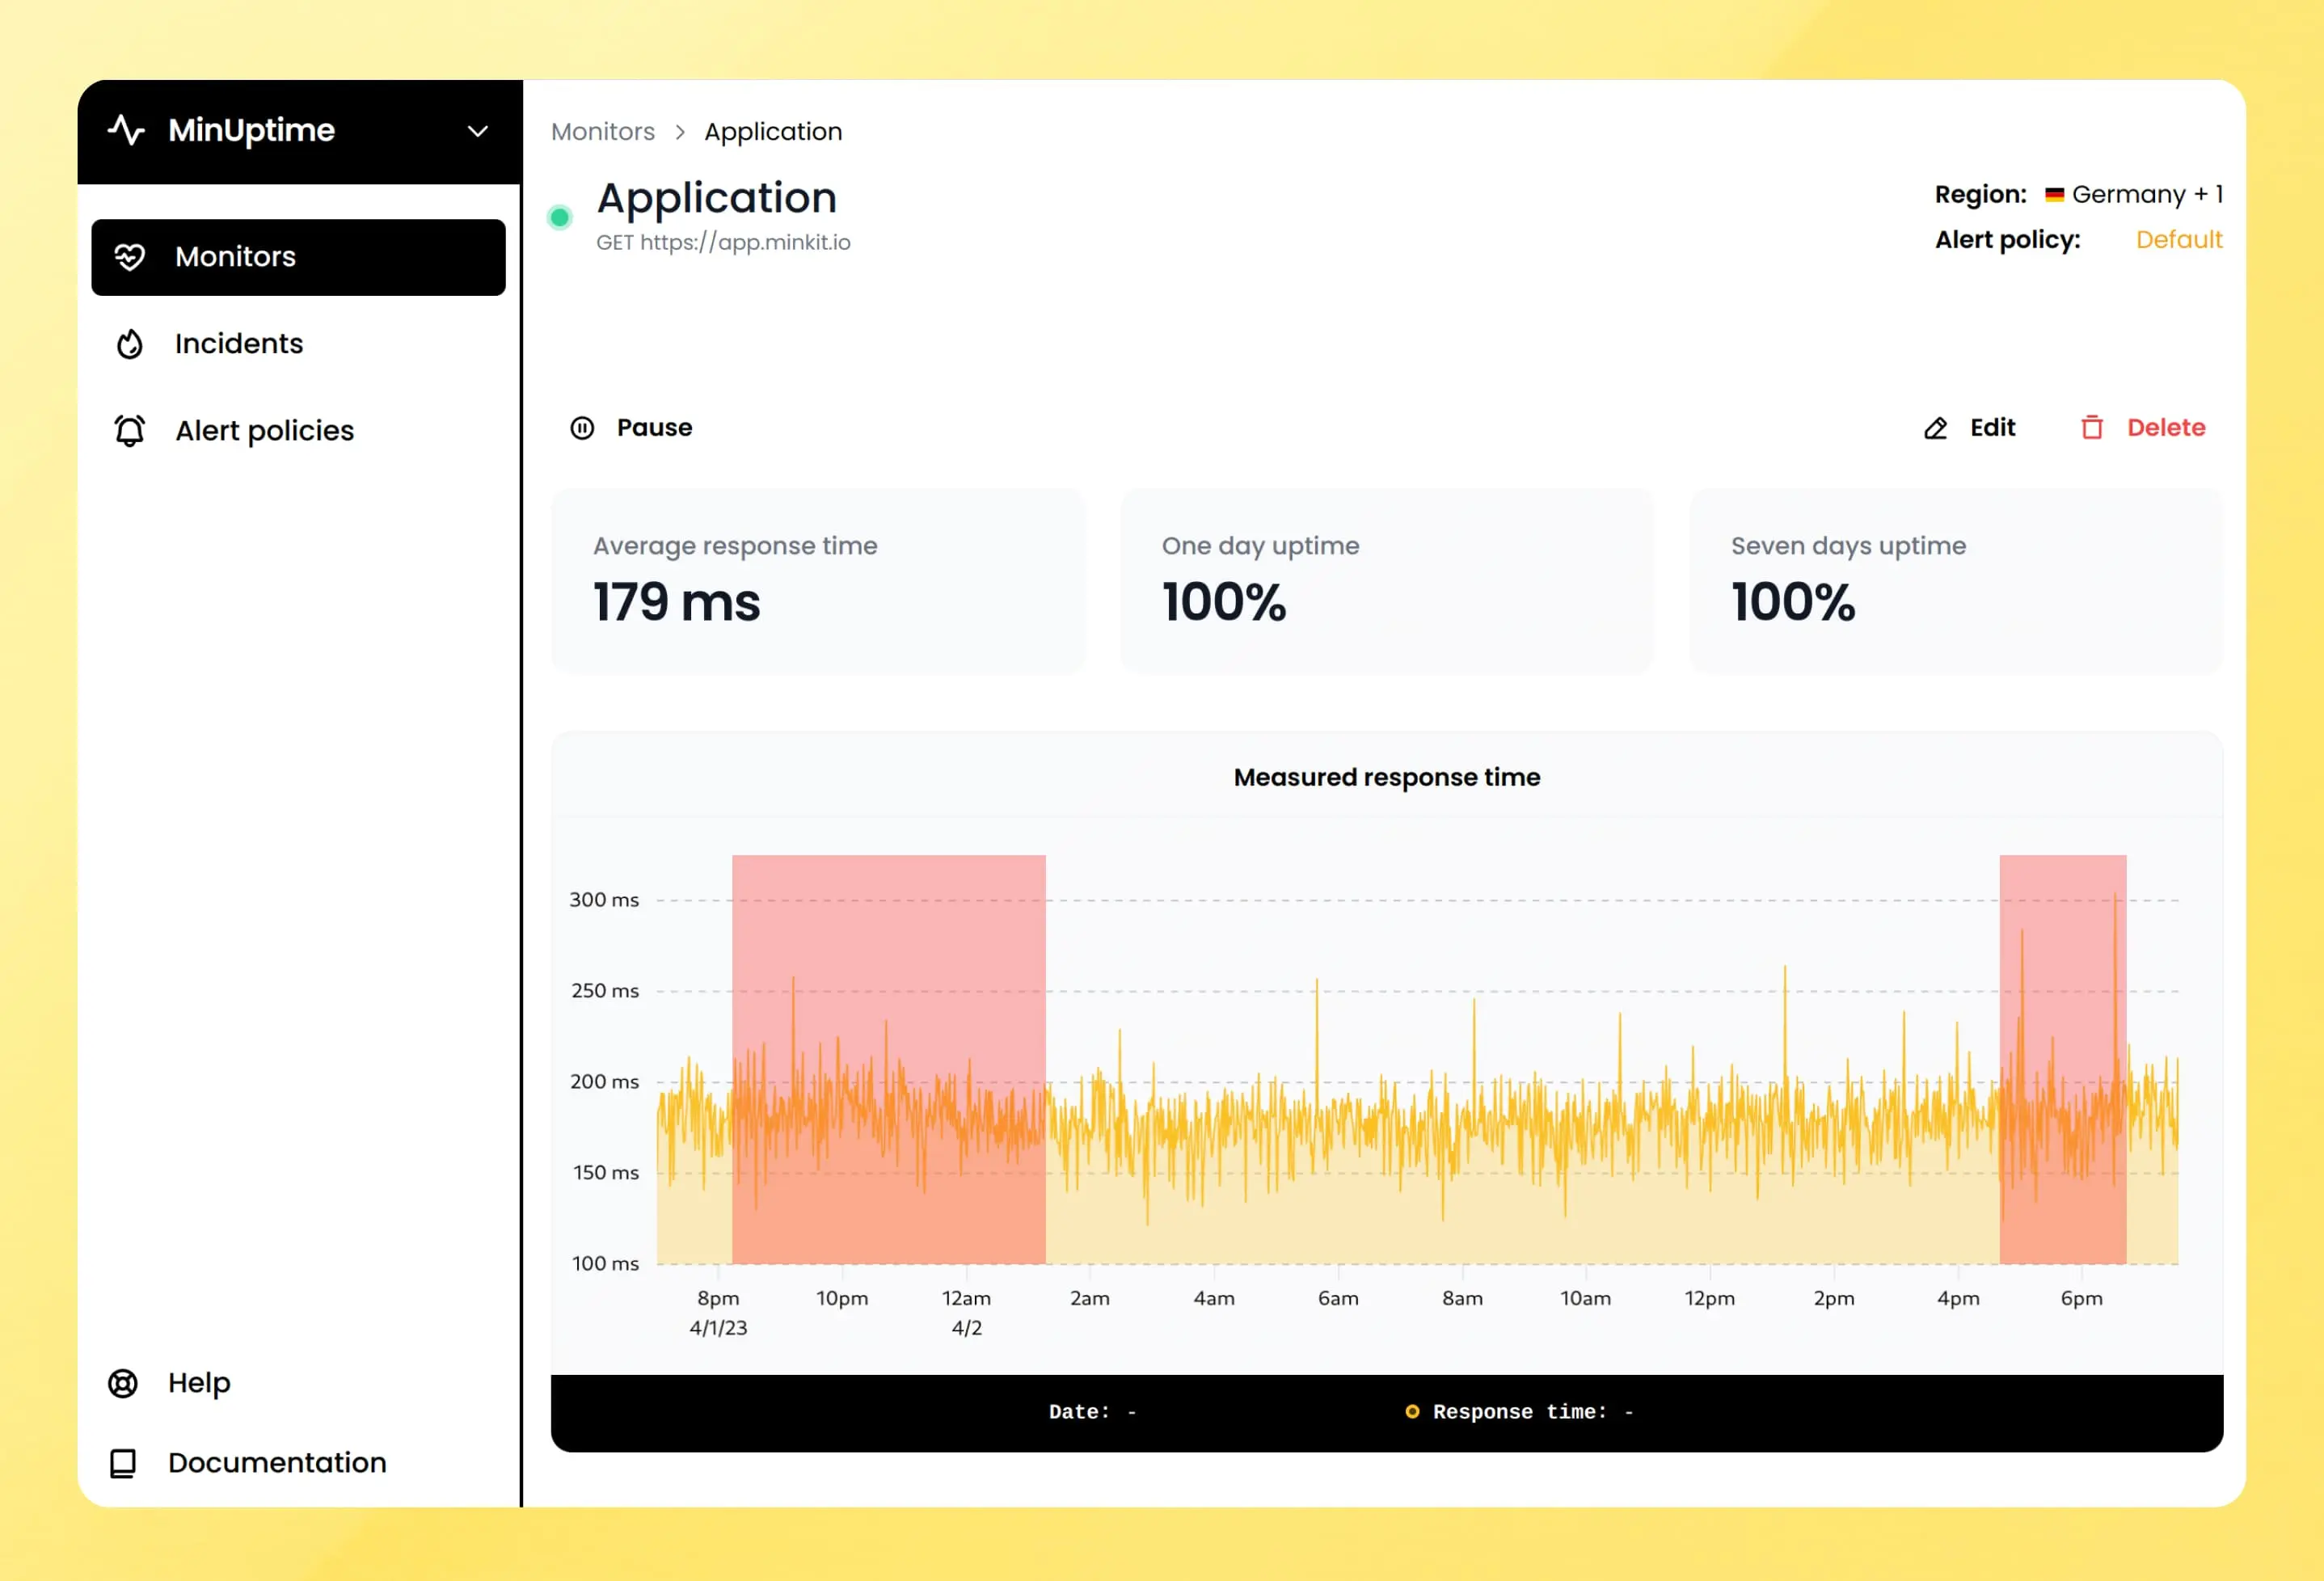 MinUptime
Monitors
Incidents
Alert policies
Help
Documentation
Monitors > Application
Application
GET https://app.minkit.io
Region: Germany + 1
Alert policy: Default
Pause
Edit
Delete
Average response time
179 ms
One day uptime
100%
Seven days uptime
100%
Measured response time
300 ms
250 ms
200 ms
150 ms
100 ms
8pm 10pm 12am 2am 4am 6am 8am 10am 12pm 2pm 4pm 6pm
4/1/23 4/2
Date: - Response time: -